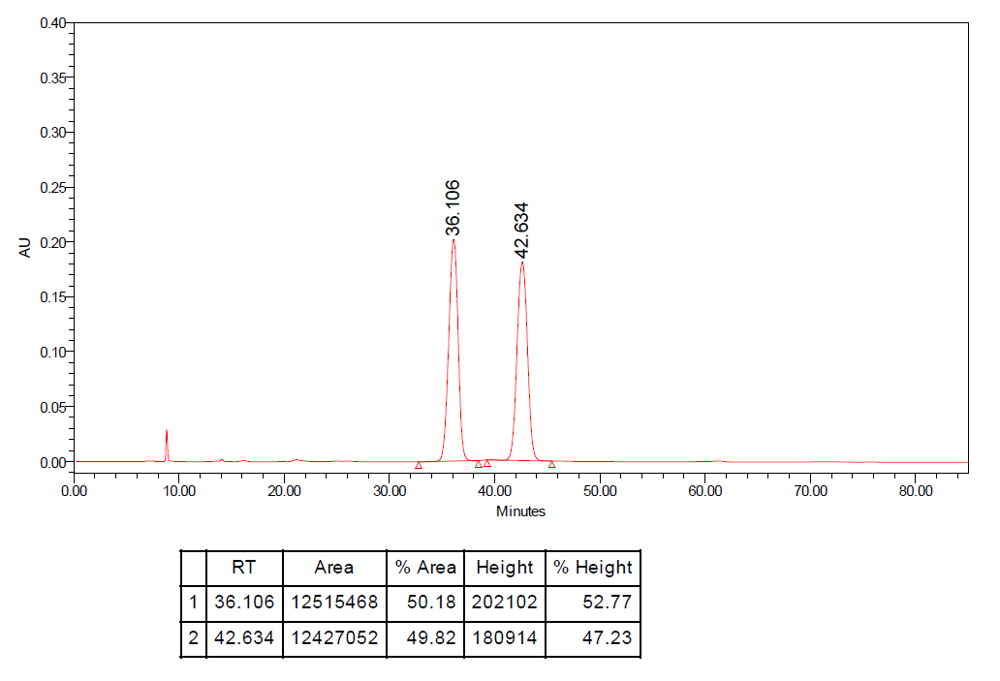 0.40
0.35
0.30
0.25
0.20
0.15
0.10
0.05
0.00
AU
36.106
42.634
0.00 10.00 20.00 30.00 40.00 50.00 60.00 70.00 80.00
Minutes
RT Area % Area Height % Height
1 36.106 12515468 50.18 202102 52.77
2 42.634 12427052 49.82 180914 47.23